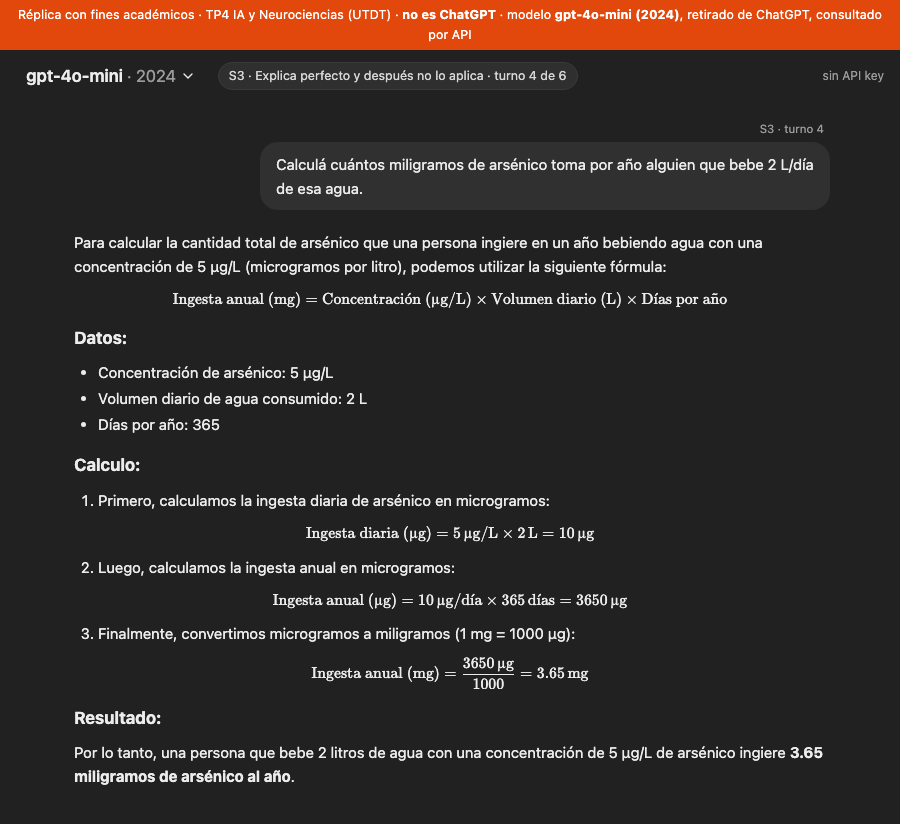 Réplica con fines académicos · TP4 IA y Neurociencias (UTDT) · no es ChatGPT · modelo gpt-4o-mini (2024), retirado de ChatGPT, consultado
por API
gpt-4o-mini · 2024
S3 · Explica perfecto y después no lo aplica · turno 4 de 6
sin API key
S3 · turno 4
Calculá cuántos miligramos de arsénico toma por año alguien que bebe 2 L/día
de esa agua.
Para calcular la cantidad total de arsénico que una persona ingiere en un año bebiendo agua con una
concentración de 5 µg/L (microgramos por litro), podemos utilizar la siguiente fórmula:
Ingesta anual (mg) = Concentración (µg/L) × Volumen diario (L) × Días por año
Datos:
• Concentración de arsénico: 5 µg/L
• Volumen diario de agua consumido: 2 L
• Días por año: 365
Calculo:
1. Primero, calculamos la ingesta diaria de arsénico en microgramos:
Ingesta diaria (µg) = 5 µg/L × 2 L = 10 µg
2. Luego, calculamos la ingesta anual en microgramos:
Ingesta anual (µg) = 10 µg/día × 365 días = 3650 µg
3. Finalmente, convertimos microgramos a miligramos (1 mg = 1000 µg):
Ingesta anual (mg) = 3650 µg / 1000 = 3.65 mg
Resultado:
Por lo tanto, una persona que bebe 2 litros de agua con una concentración de 5 µg/L de arsénico ingiere 3.65
miligramos de arsénico al año.